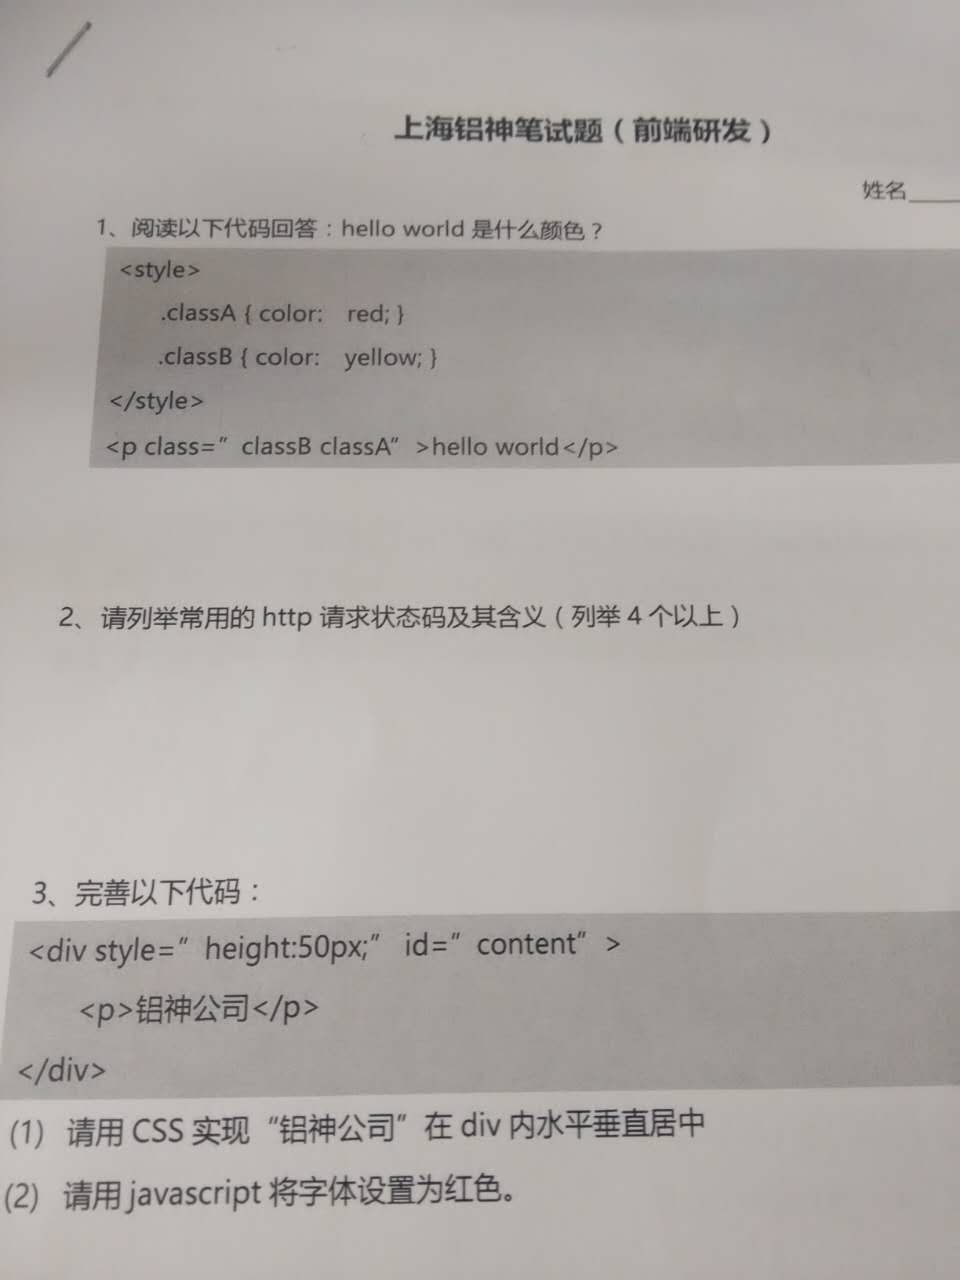 上海铝神笔试题（前端研发）
姓名
1、阅读以下代码回答：hello world 是什么颜色？
<style>
.classA { color: red; }
.classB { color: yellow; }
</style>
<p class=”classB classA”>hello world</p>
2、请列举常用的 http 请求状态码及其含义（列举 4 个以上）
3、完善以下代码：
<div style=”height:50px;” id=”content”>
<p>铝神公司</p>
</div>
(1) 请用 CSS 实现“铝神公司”在 div 内水平垂直居中
(2) 请用 javascript 将字体设置为红色。